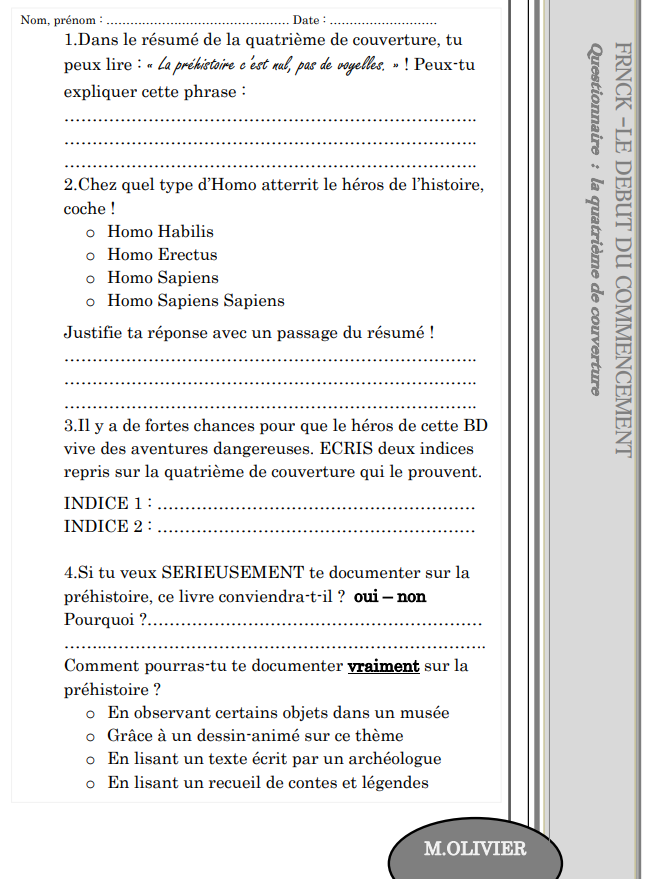 Nom, prénom : ………………………………………. Date : ………………………
1.Dans le résumé de la quatrième de couverture, tu
peux lire : « La préhistoire c'est nul, pas de voyelles. » ! Peux-tu
expliquer cette phrase :
……………………………………………………………….
……………………………………………………………….
……………………………………………………………….
2.Chez quel type d'Homo atterrit le héros de l'histoire,
coche !
o Homo Habilis
o Homo Erectus
o Homo Sapiens
o Homo Sapiens Sapiens
Justifie ta réponse avec un passage du résumé !
……………………………………………………………….
……………………………………………………………….
……………………………………………………………….
3.Il y a de fortes chances pour que le héros de cette BD
vive des aventures dangereuses. ECRIS deux indices
repris sur la quatrième de couverture qui le prouvent.
INDICE 1 : …………………………………………………
INDICE 2 : …………………………………………………
4.Si tu veux SERIEUSEMENT te documenter sur la
préhistoire, ce livre conviendra-t-il ? oui – non
Pourquoi ?……………………………………………………
……..………………………………………………………….
Comment pourras-tu te documenter vraiment sur la
préhistoire ?
o En observant certains objets dans un musée
o Grâce à un dessin-animé sur ce thème
o En lisant un texte écrit par un archéologue
o En lisant un recueil de contes et légendes
FRNCK –LE DEBUT DU COMMENCEMENT
Questionnaire : la quatrième de couverture
M.OLIVIER